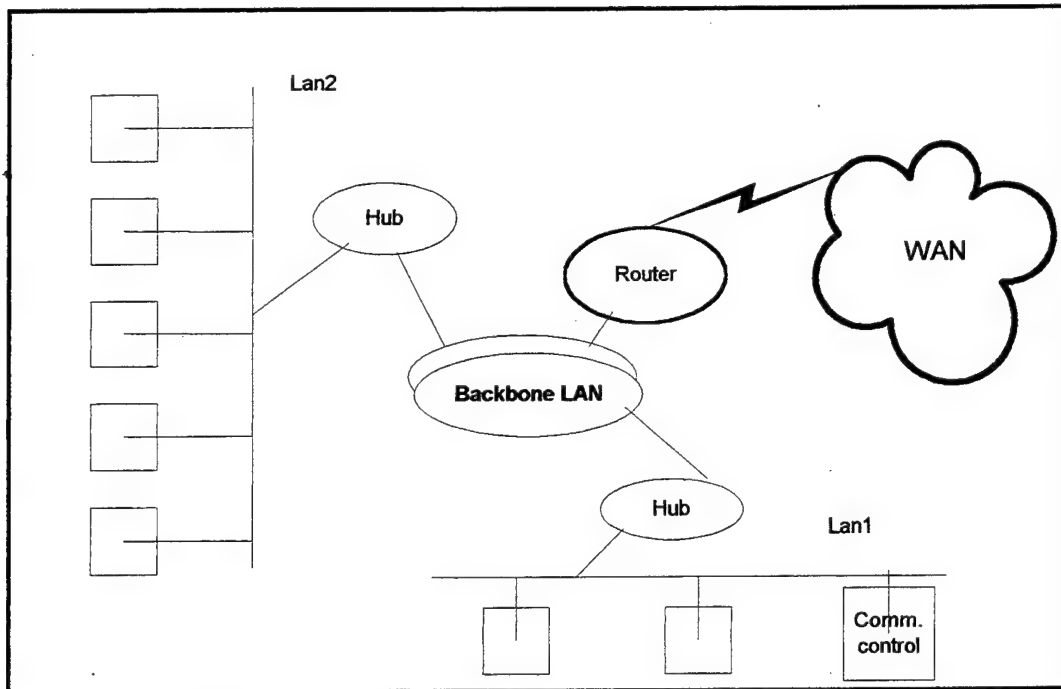 Lan2
Hub
Router
WAN
Backbone LAN
Hub
Lan1
Comm.
control